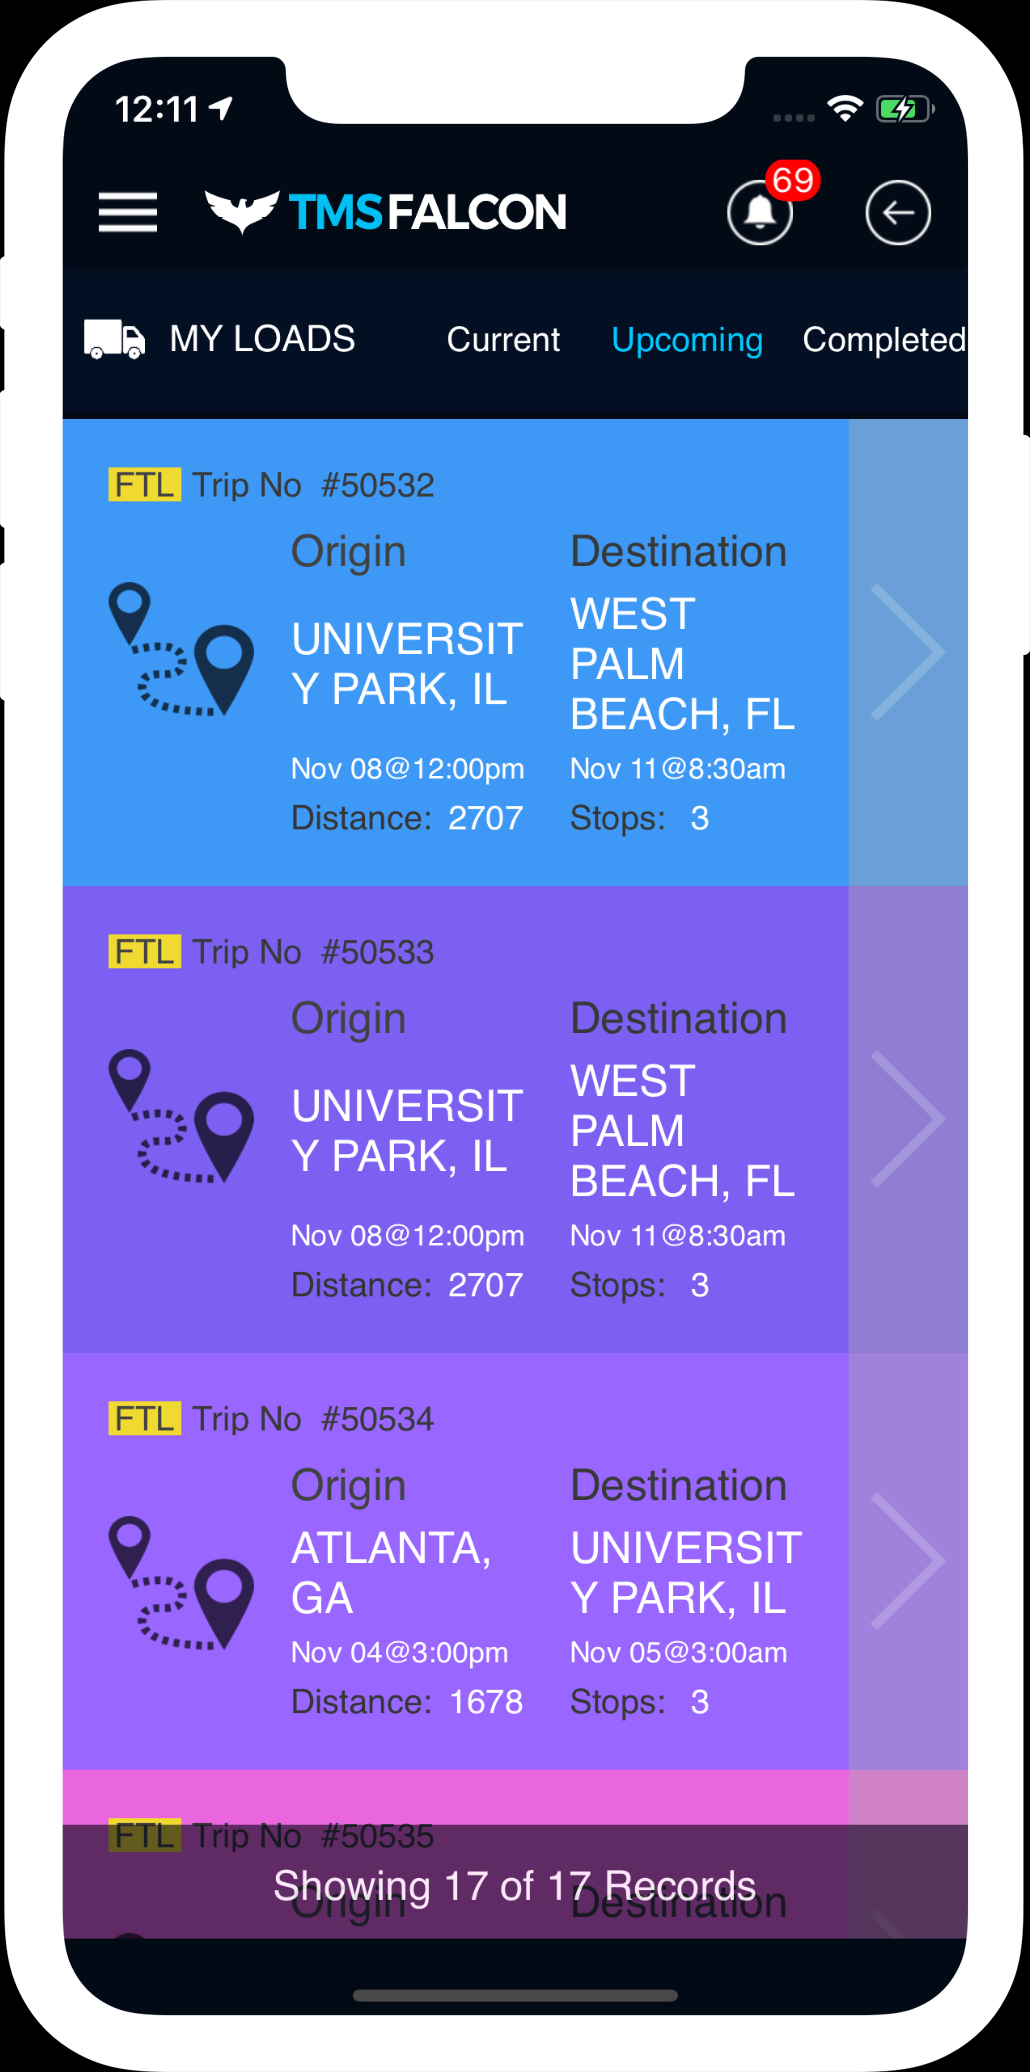 12:11
TMSFALCON
69
MY LOADS Current Upcoming Completed
FTL Trip No #50532
Origin Destination
UNIVERSIT
Y PARK, IL
WEST
PALM
BEACH, FL
Nov 08@12:00pm Nov 11@8:30am
Distance: 2707 Stops: 3
FTL Trip No #50533
Origin Destination
UNIVERSIT
Y PARK, IL
WEST
PALM
BEACH, FL
Nov 08@12:00pm Nov 11@8:30am
Distance: 2707 Stops: 3
FTL Trip No #50534
Origin Destination
ATLANTA,
GA
UNIVERSIT
Y PARK, IL
Nov 04@3:00pm Nov 05@3:00am
Distance: 1678 Stops: 3
FTL Trip No #50535
Showing 17 of 17 Records
Origin Destination